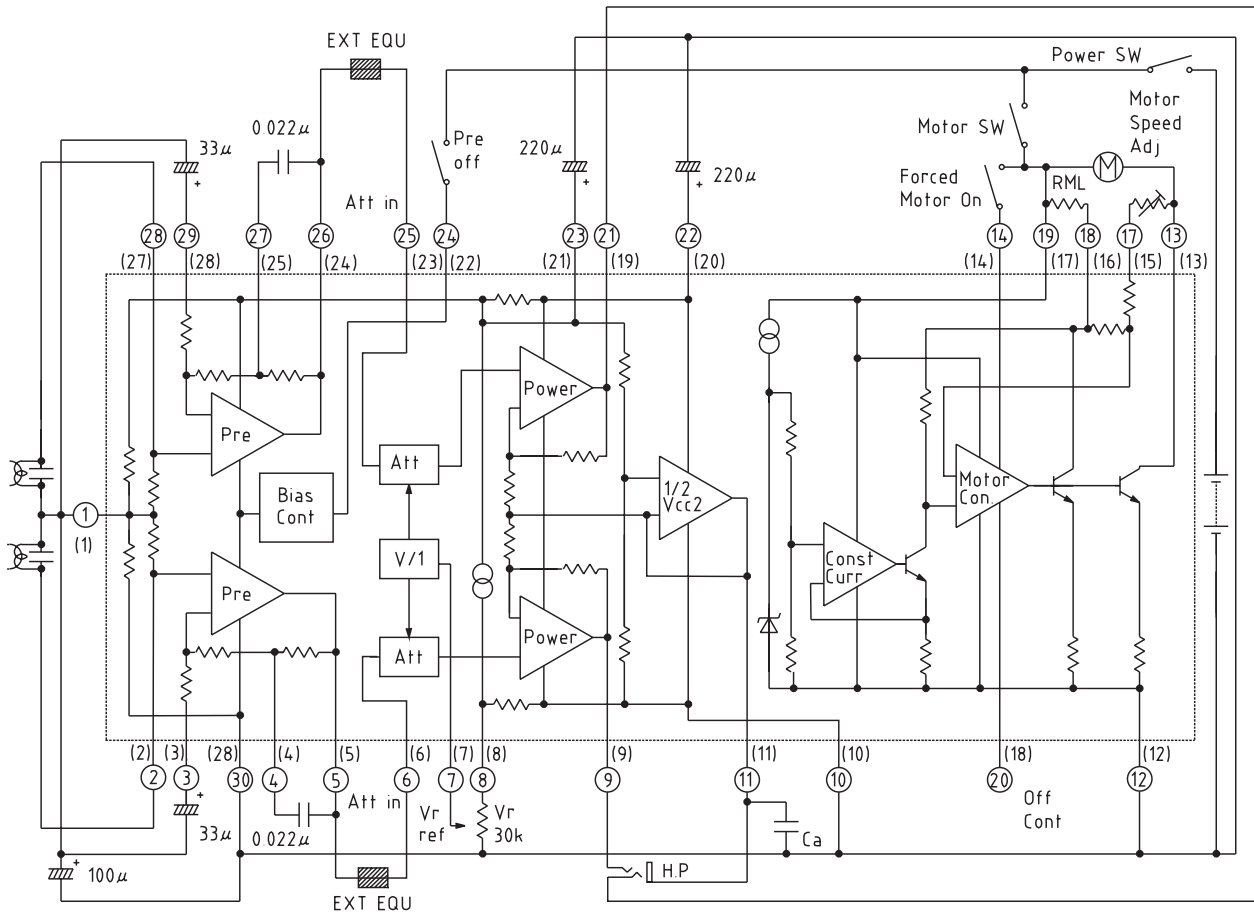 EXT EQU
Power SW
0.022μ
33μ
+
Pre
off
220μ
+
+
220μ
Motor SW
Motor
Speed
Adj
M
Forced
Motor On
RML
Att in
28
29
27
26
25
24
23
21
22
14
19
18
17
13
(27)
(28)
(25)
(24)
(23)
(22)
(21)
(19)
(20)
(14)
(17)
(16)
(15)
(13)
Pre
Power
Att
1/2
Vcc2
Motor
Con.
Bias
Cont
1
(1)
V/1
Const
Curr
Pre
Power
Att
(2)
(3)
(28)
(4)
(5)
(6)
(7)
(8)
(9)
(11)
(10)
(18)
(12)
2
3
30
4
5
6
7
8
9
11
10
20
12
+
33μ
0.022μ
Att in
Vr
ref
Vr
30k
Ca
Off
Cont
+
100μ
H.P
EXT EQU